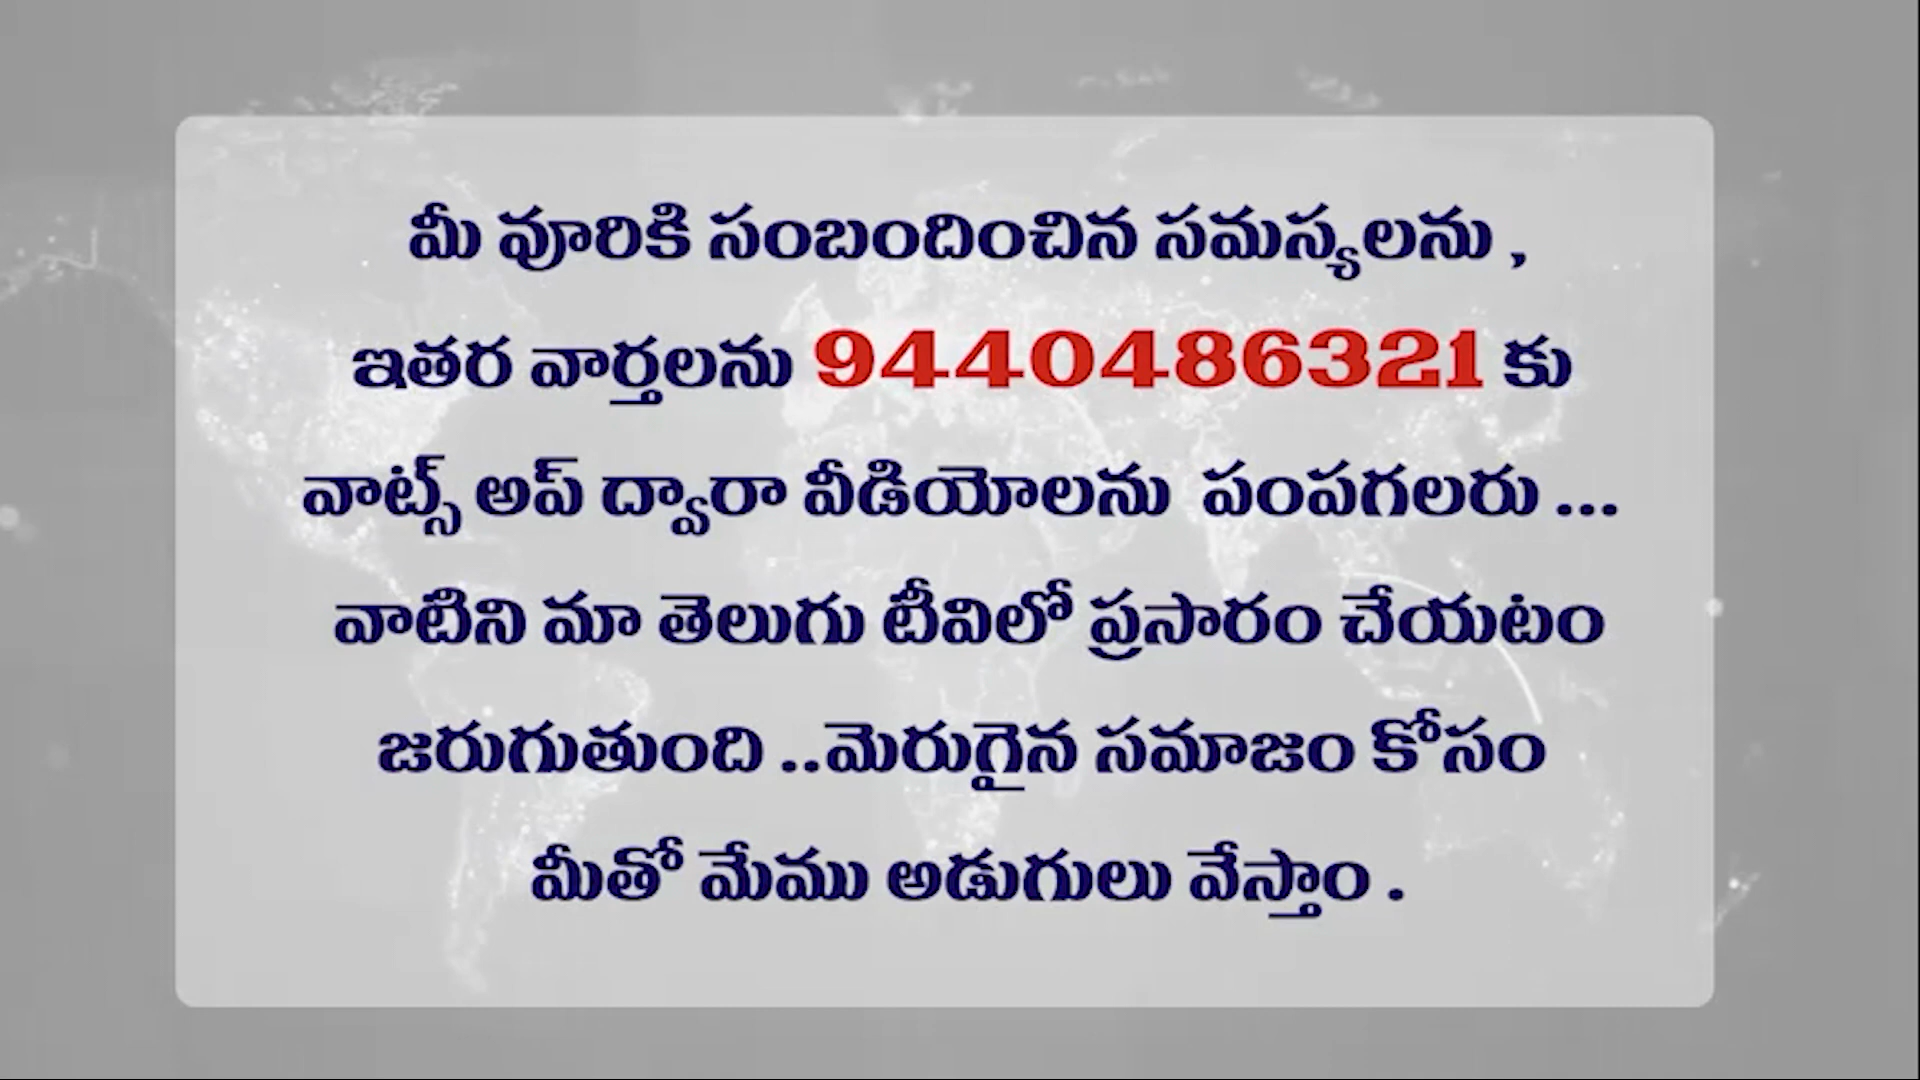 మీ వూరికి సంబందించిన సమస్యలను ,
ఇతర వార్తలను 9440486321 కు
వాట్స్ అప్ ద్వారా వీడియోలను పంపగలరు ...
వాటిని మా తెలుగు టీవిలో ప్రసారం చేయటం
జరుగుతుంది ..మెరుగైన సమాజం కోసం
మీతో మేము అడుగులు వేస్తాం .